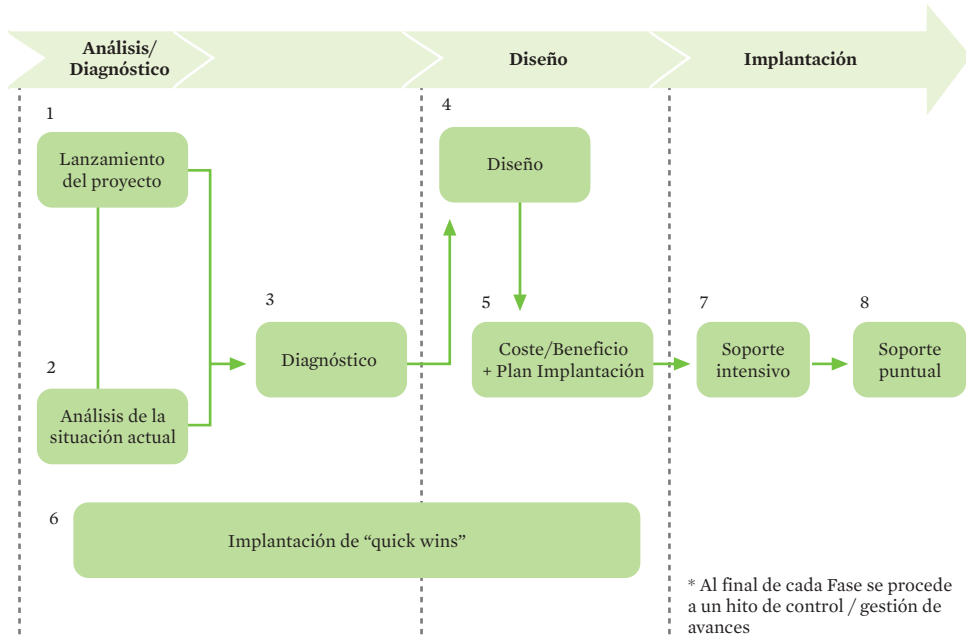 Análisis/
Diagnóstico
Diseño
Implantación
1
Lanzamiento
del proyecto
2
Análisis de la
situación actual
3
Diagnóstico
4
Diseño
5
Coste/Beneficio
+ Plan Implantación
7
Soporte
intensivo
8
Soporte
puntual
6
Implantación de “quick wins”
* Al final de cada Fase se procede
a un hito de control / gestión de
avances